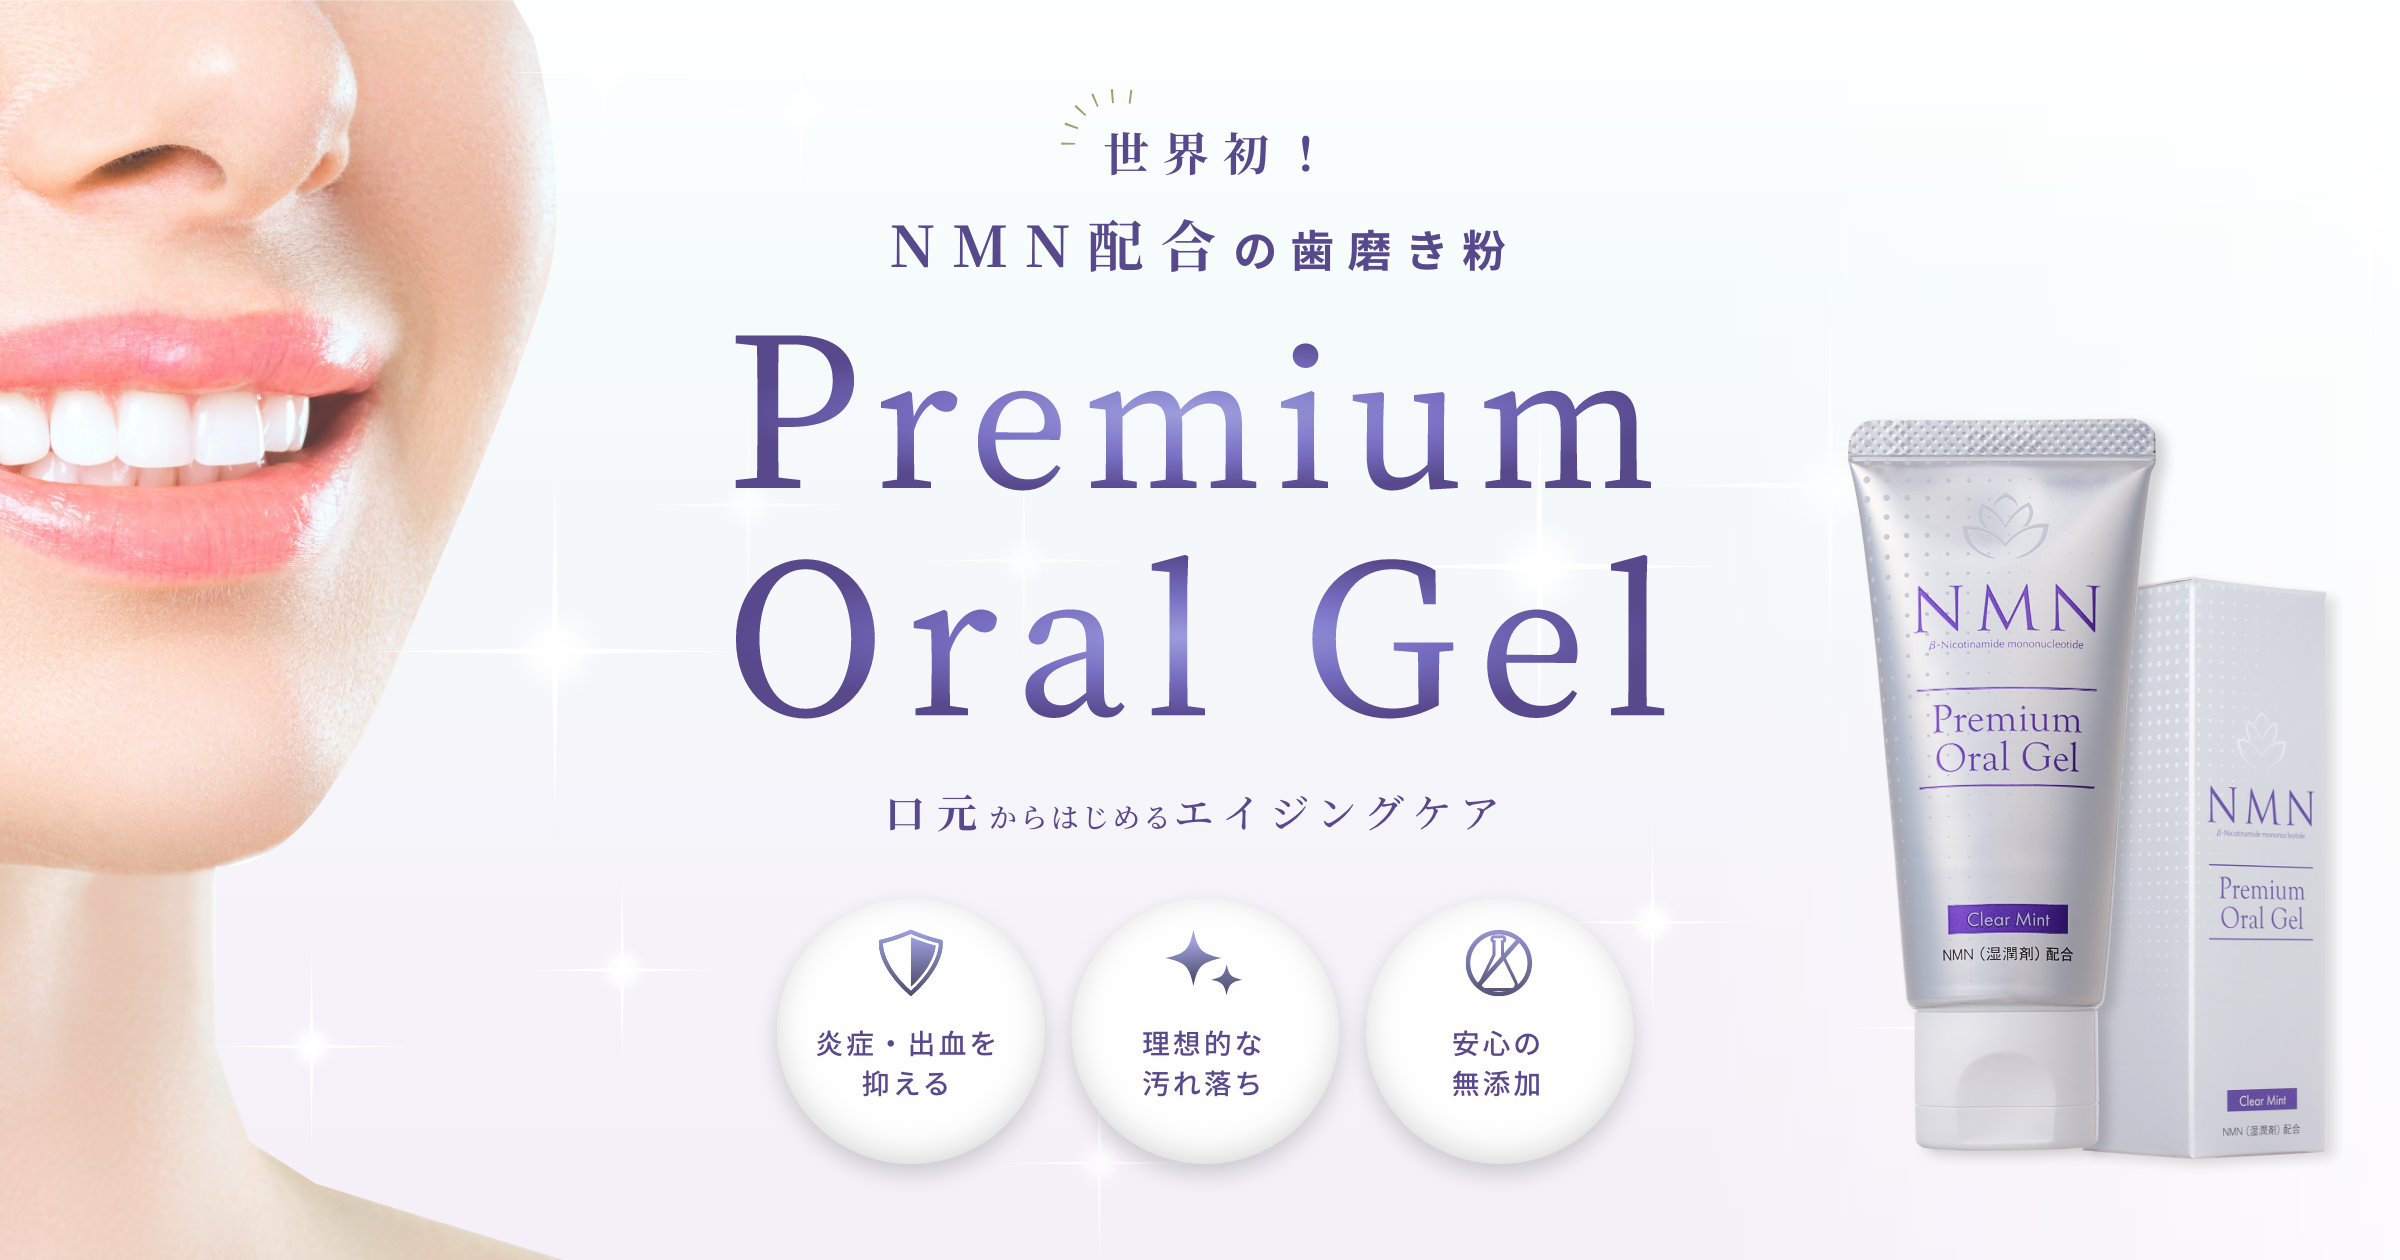 世界初！
NMN配合の歯磨き粉
Premium
Oral Gel
口元からはじめるエイジングケア
炎症・出血を
抑える
理想的な
汚れ落ち
安心の
無添加
NMN
β-Nicotinamide mononucleotide
Premium
Oral Gel
Clear Mint
NMN（湿潤剤）配合
NMN
β-Nicotinamide mononucleotide
Premium
Oral Gel
Clear Mint
NMN（湿潤剤）配合